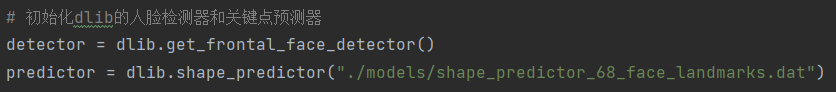 # 初始化dlib的人脸检测器和关键点预测器
detector = dlib.get_frontal_face_detector()
predictor = dlib.shape_predictor("./models/shape_predictor_68_face_landmarks.dat")